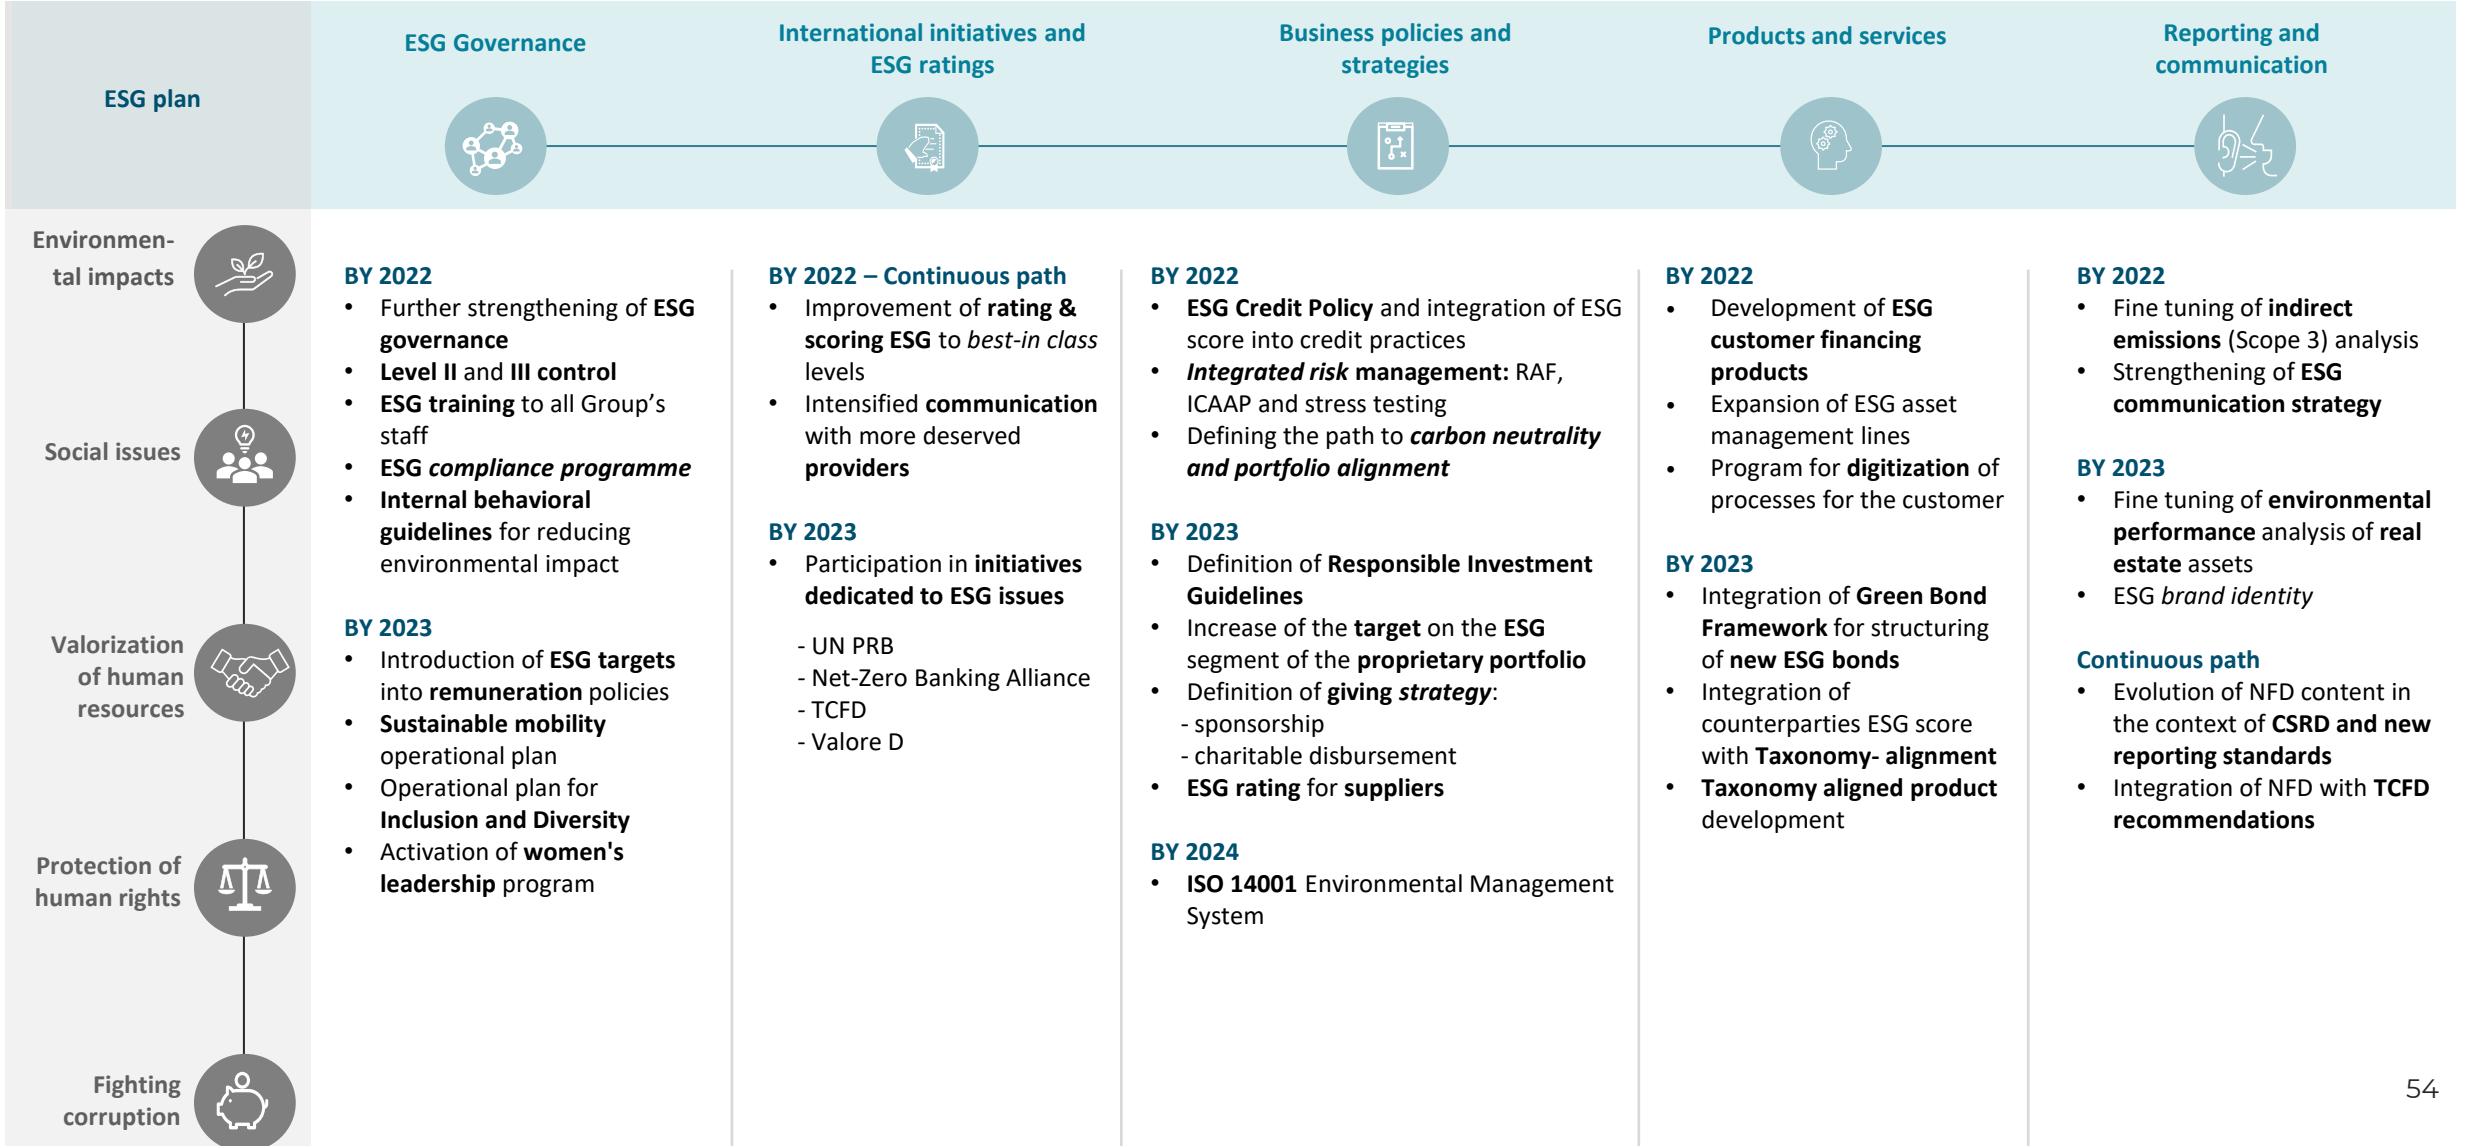 ESG plan
ESG Governance
International initiatives and
ESG ratings
Business policies and
strategies
Products and services
Reporting and
communication
Environmen-
tal impacts
Social issues
Valorization
of human
resources
Protection of
human rights
Fighting
corruption
BY 2022
• Further strengthening of ESG
governance
• Level II and III control
• ESG training to all Group's
staff
• ESG compliance programme
• Internal behavioral
guidelines for reducing
environmental impact
BY 2023
• Introduction of ESG targets
into remuneration policies
• Sustainable mobility
operational plan
• Operational plan for
Inclusion and Diversity
• Activation of women's
leadership program
BY 2022 – Continuous path
• Improvement of rating &
scoring ESG to best-in class
levels
• Intensified communication
with more deserved
providers
BY 2023
• Participation in initiatives
dedicated to ESG issues
- UN PRB
- Net-Zero Banking Alliance
- TCFD
- Valore D
BY 2022
• ESG Credit Policy and integration of ESG
score into credit practices
• Integrated risk management: RAF,
ICAAP and stress testing
• Defining the path to carbon neutrality
and portfolio alignment
BY 2023
• Definition of Responsible Investment
Guidelines
• Increase of the target on the ESG
segment of the proprietary portfolio
• Definition of giving strategy:
- sponsorship
- charitable disbursement
• ESG rating for suppliers
BY 2024
• ISO 14001 Environmental Management
System
BY 2022
• Development of ESG
customer financing
products
• Expansion of ESG asset
management lines
• Program for digitization of
processes for the customer
BY 2023
• Integration of Green Bond
Framework for structuring
of new ESG bonds
• Integration of
counterparties ESG score
with Taxonomy- alignment
• Taxonomy aligned product
development
BY 2022
• Fine tuning of indirect
emissions (Scope 3) analysis
• Strengthening of ESG
communication strategy
BY 2023
• Fine tuning of environmental
performance analysis of real
estate assets
• ESG brand identity
Continuous path
• Evolution of NFD content in
the context of CSRD and new
reporting standards
• Integration of NFD with TCFD
recommendations
54